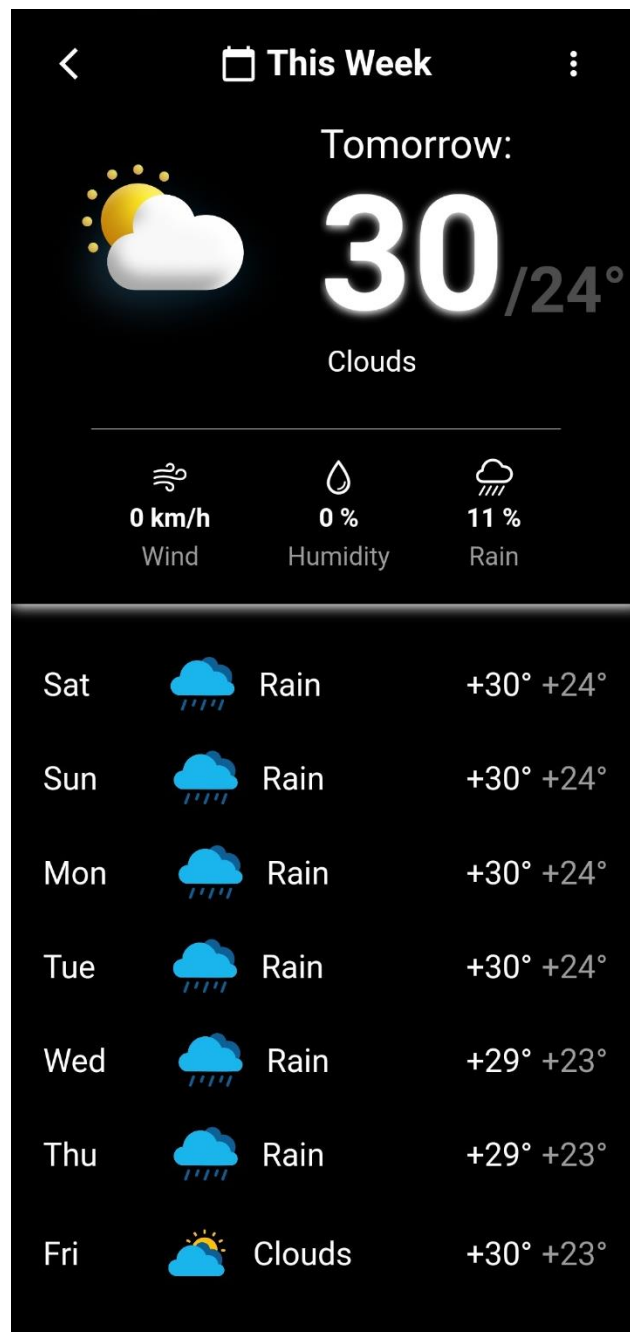 This Week
Tomorrow:
30/24°
Clouds
0 km/h 0 % 11 %
Wind Humidity Rain
Sat Rain +30° +24°
Sun Rain +30° +24°
Mon Rain +30° +24°
Tue Rain +30° +24°
Wed Rain +29° +23°
Thu Rain +29° +23°
Fri Clouds +30° +23°